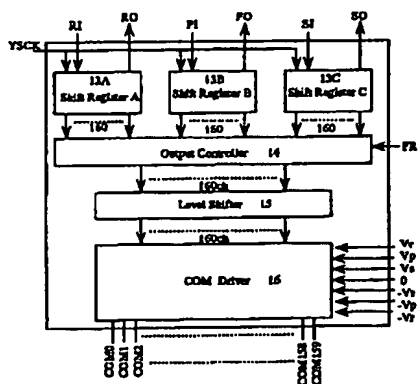 RI RO PI PO SI SO
YSCK
13A 13B 13C
Shift Register A Shift Register B Shift Register C
160 160 160
Output Controller 14
FR
160ch
Level Shifter 15
160ch
COM Driver 16
Vr
Vp
Vs
0
-Vs
-Vp
-Vr
COM0
COM1
COM2
COM158
COM159